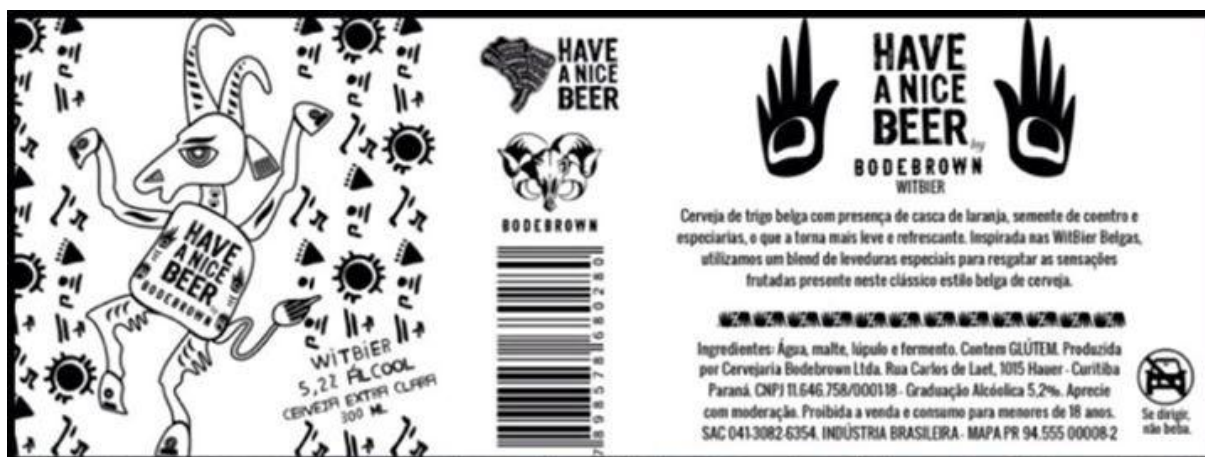 HAVE
A NICE
BEER
by
BODEBROWN
WITBIER
5,2% ÁLCOOL
CERVEJA EXTRA CLARA
300 ML
HAVE
A NICE
BEER
BODEBROWN
7898578680280
HAVE
A NICE
BEER
by
BODEBROWN
WITBIER
Cerveja de trigo belga com presença de casca de laranja, semente de coentro e
especiarias, o que a torna mais leve e refrescante. Inspirada nas WitBier Belgas,
utilizamos um blend de leveduras especiais para resgatar as sensações
frutadas presente neste clássico estilo belga de cerveja.
Ingredientes: Água, malte, lúpulo e fermento. Contem GLÚTEM. Produzida
por Cervejaria Bodebrown Ltda. Rua Carlos de Laet, 1015 Hauer - Curitiba
Paraná. CNPJ 11.646.758/0001-18 - Graduação Alcóolica 5,2%. Aprecie
com moderação. Proibida a venda e consumo para menores de 18 anos.
SAC 041-3082-6354. INDÚSTRIA BRASILEIRA - MAPA PR 94.555 00008-2
Se dirigir,
não beba.